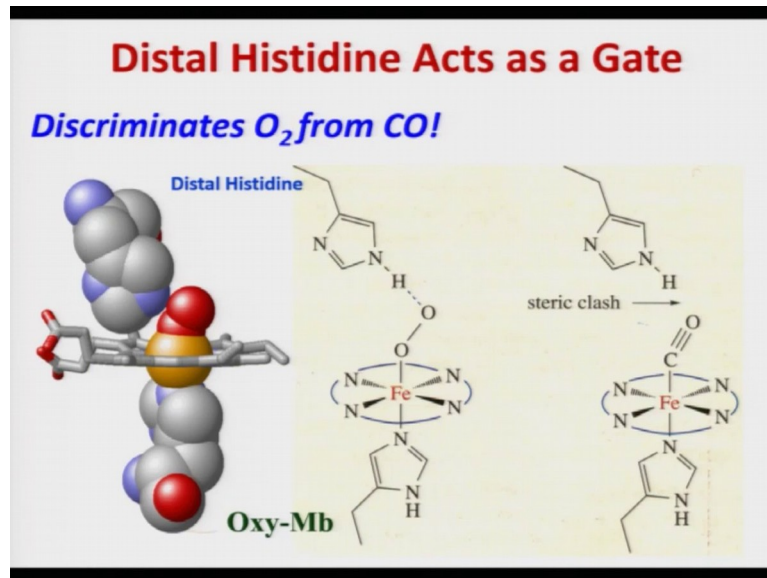 Distal Histidine Acts as a Gate
Discriminates O₂ from CO!
Distal Histidine
N
N
H
O
O
N
N
Fe
N
N
N
N
H
Oxy-Mb
N
N
H
steric clash
O
C
N
N
Fe
N
N
N
N
H